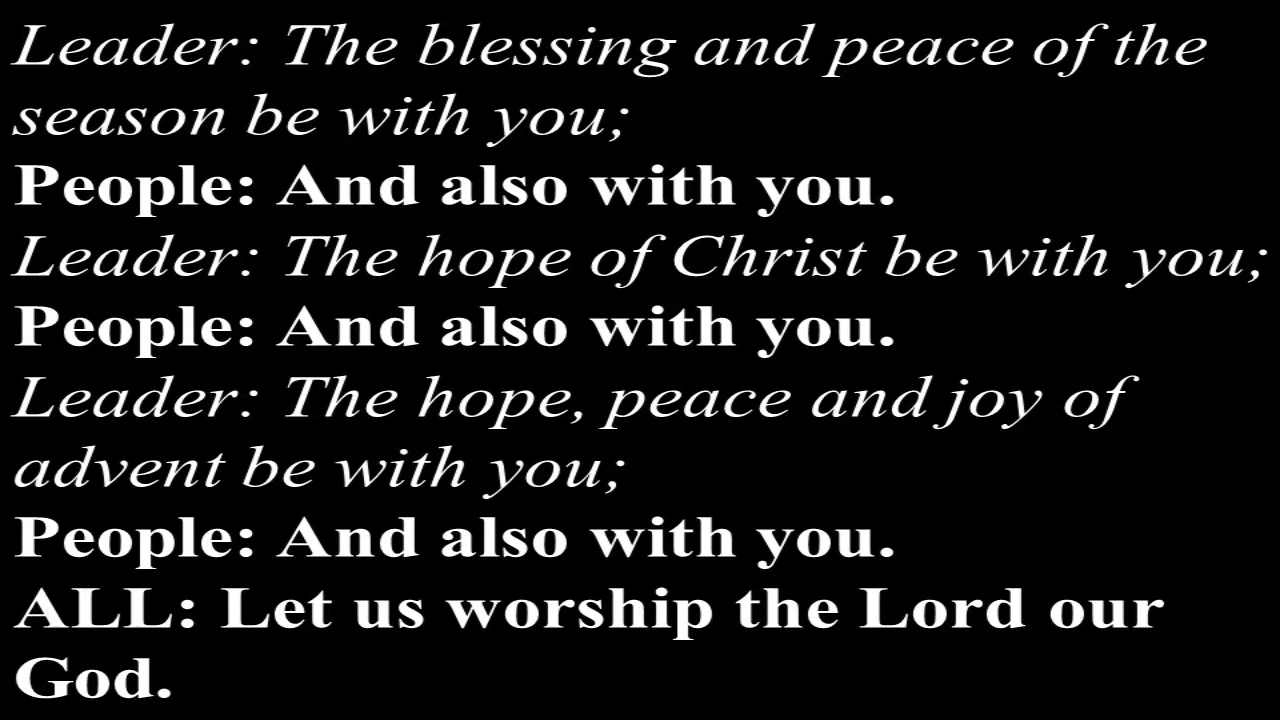 Leader: The blessing and peace of the
season be with you;
People: And also with you.
Leader: The hope of Christ be with you;
People: And also with you.
Leader: The hope, peace and joy of
advent be with you;
People: And also with you.
ALL: Let us worship the Lord our
God.